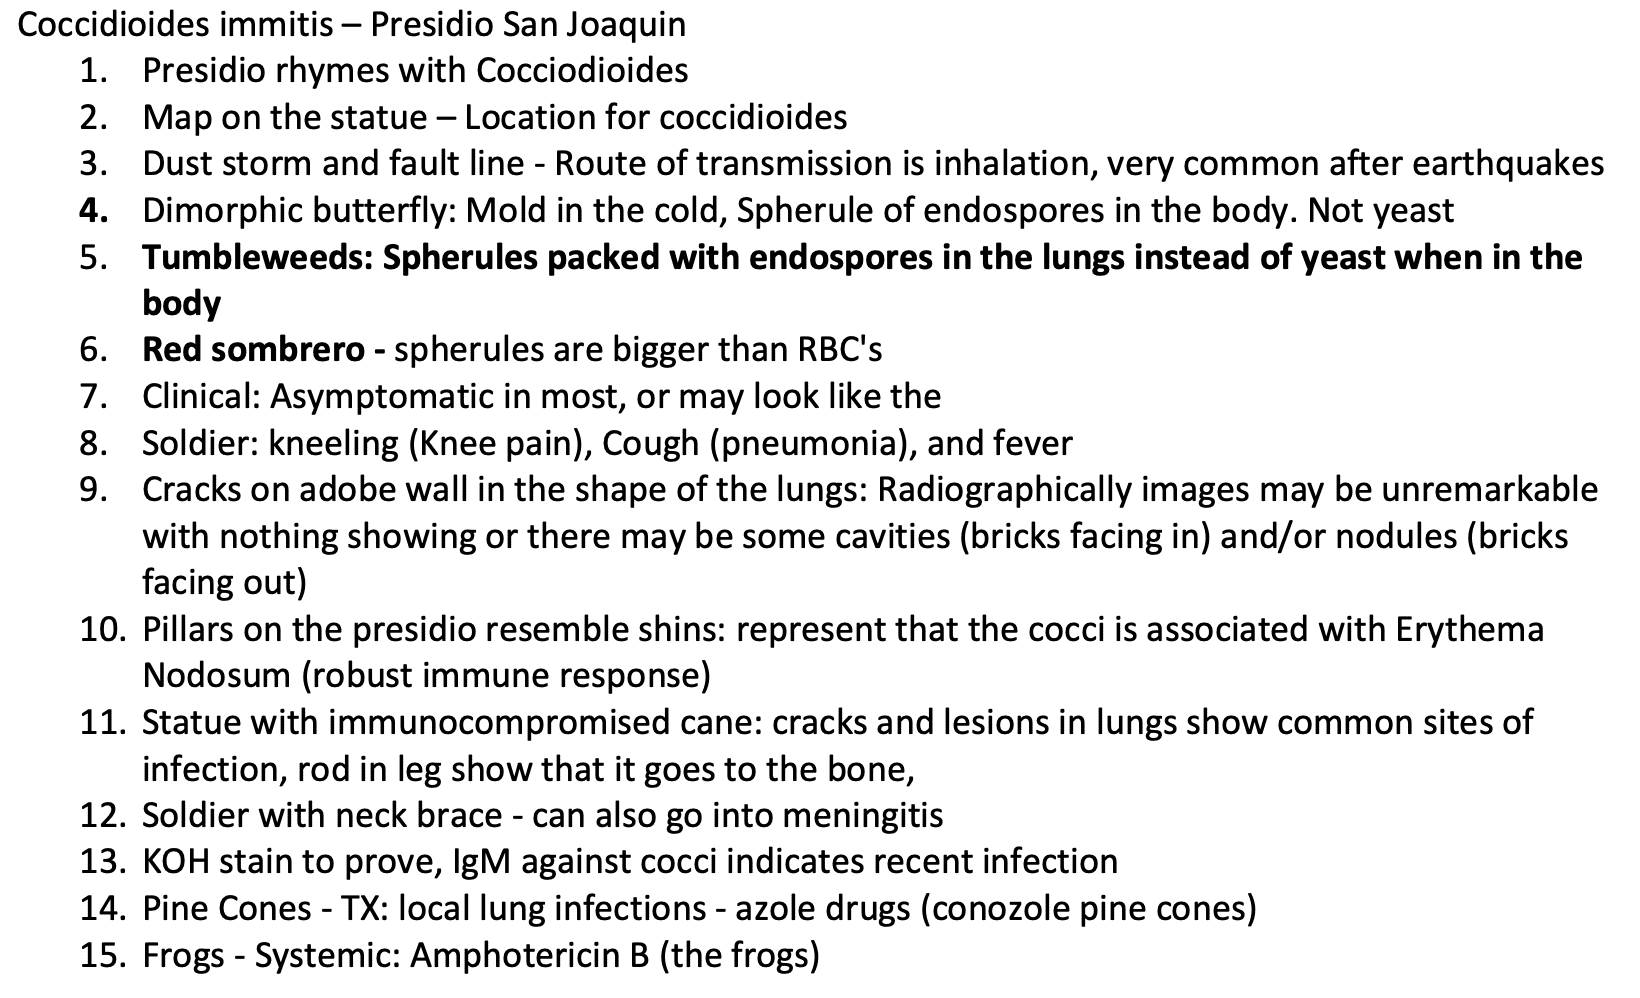 Coccidioides immitis – Presidio San Joaquin
1. Presidio rhymes with Cocciodioides
2. Map on the statue – Location for coccidioides
3. Dust storm and fault line - Route of transmission is inhalation, very common after earthquakes
4. Dimorphic butterfly: Mold in the cold, Spherule of endospores in the body. Not yeast
5. Tumbleweeds: Spherules packed with endospores in the lungs instead of yeast when in the
body
6. Red sombrero - spherules are bigger than RBC's
7. Clinical: Asymptomatic in most, or may look like the
8. Soldier: kneeling (Knee pain), Cough (pneumonia), and fever
9. Cracks on adobe wall in the shape of the lungs: Radiographically images may be unremarkable
with nothing showing or there may be some cavities (bricks facing in) and/or nodules (bricks
facing out)
10. Pillars on the presidio resemble shins: represent that the cocci is associated with Erythema
Nodosum (robust immune response)
11. Statue with immunocompromised cane: cracks and lesions in lungs show common sites of
infection, rod in leg show that it goes to the bone,
12. Soldier with neck brace - can also go into meningitis
13. KOH stain to prove, IgM against cocci indicates recent infection
14. Pine Cones - TX: local lung infections - azole drugs (conozole pine cones)
15. Frogs - Systemic: Amphotericin B (the frogs)